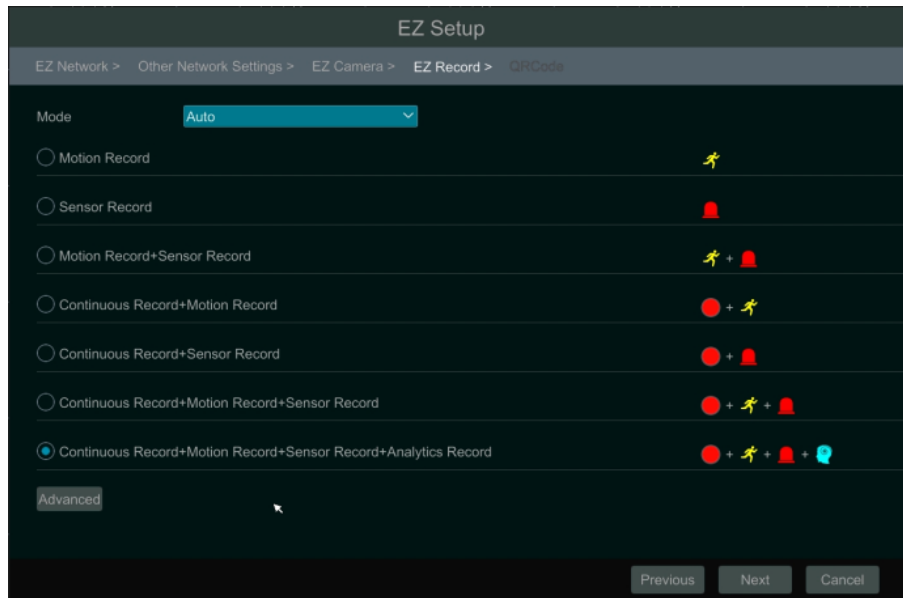 EZ Setup
EZ Network > Other Network Settings > EZ Camera > EZ Record > QRCode
Mode Auto
Motion Record
Sensor Record
Motion Record+Sensor Record +
Continuous Record+Motion Record +
Continuous Record+Sensor Record +
Continuous Record+Motion Record+Sensor Record + +
Continuous Record+Motion Record+Sensor Record+Analytics Record + + +
Advanced
Previous Next Cancel